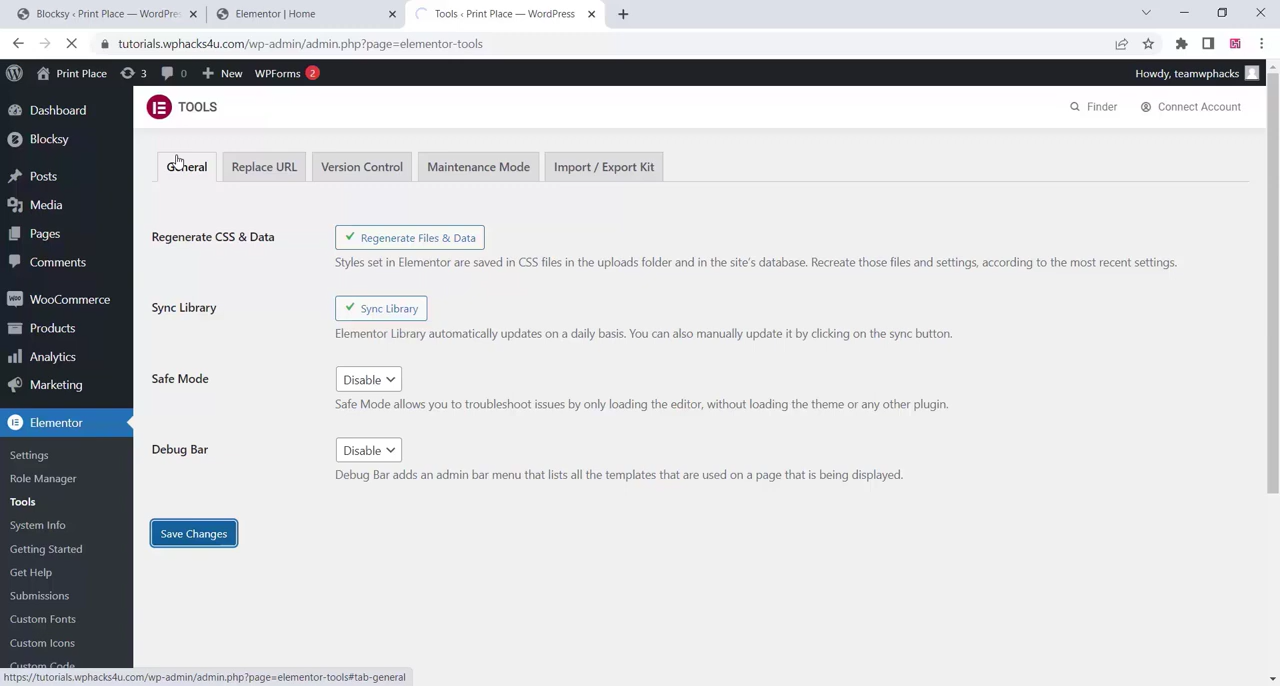 Blocksy ‹ Print Place — WordPres
Elementor | Home
Tools ‹ Print Place — WordPress
tutorials.wphacks4u.com/wp-admin/admin.php?page=elementor-tools
Print Place
3
0
New
WPForms 2
Howdy, teamwphacks
Dashboard
Blocksy
Posts
Media
Pages
Comments
WooCommerce
Products
Analytics
Marketing
Elementor
Settings
Role Manager
Tools
System Info
Getting Started
Get Help
Submissions
Custom Fonts
Custom Icons
Custom Code
TOOLS
Finder
Connect Account
General
Replace URL
Version Control
Maintenance Mode
Import / Export Kit
Regenerate CSS & Data
Regenerate Files & Data
Styles set in Elementor are saved in CSS files in the uploads folder and in the site's database. Recreate those files and settings, according to the most recent settings.
Sync Library
Sync Library
Elementor Library automatically updates on a daily basis. You can also manually update it by clicking on the sync button.
Safe Mode
Disable
Safe Mode allows you to troubleshoot issues by only loading the editor, without loading the theme or any other plugin.
Debug Bar
Disable
Debug Bar adds an admin bar menu that lists all the templates that are used on a page that is being displayed.
Save Changes
https://tutorials.wphacks4u.com/wp-admin/admin.php?page=elementor-tools#tab-general